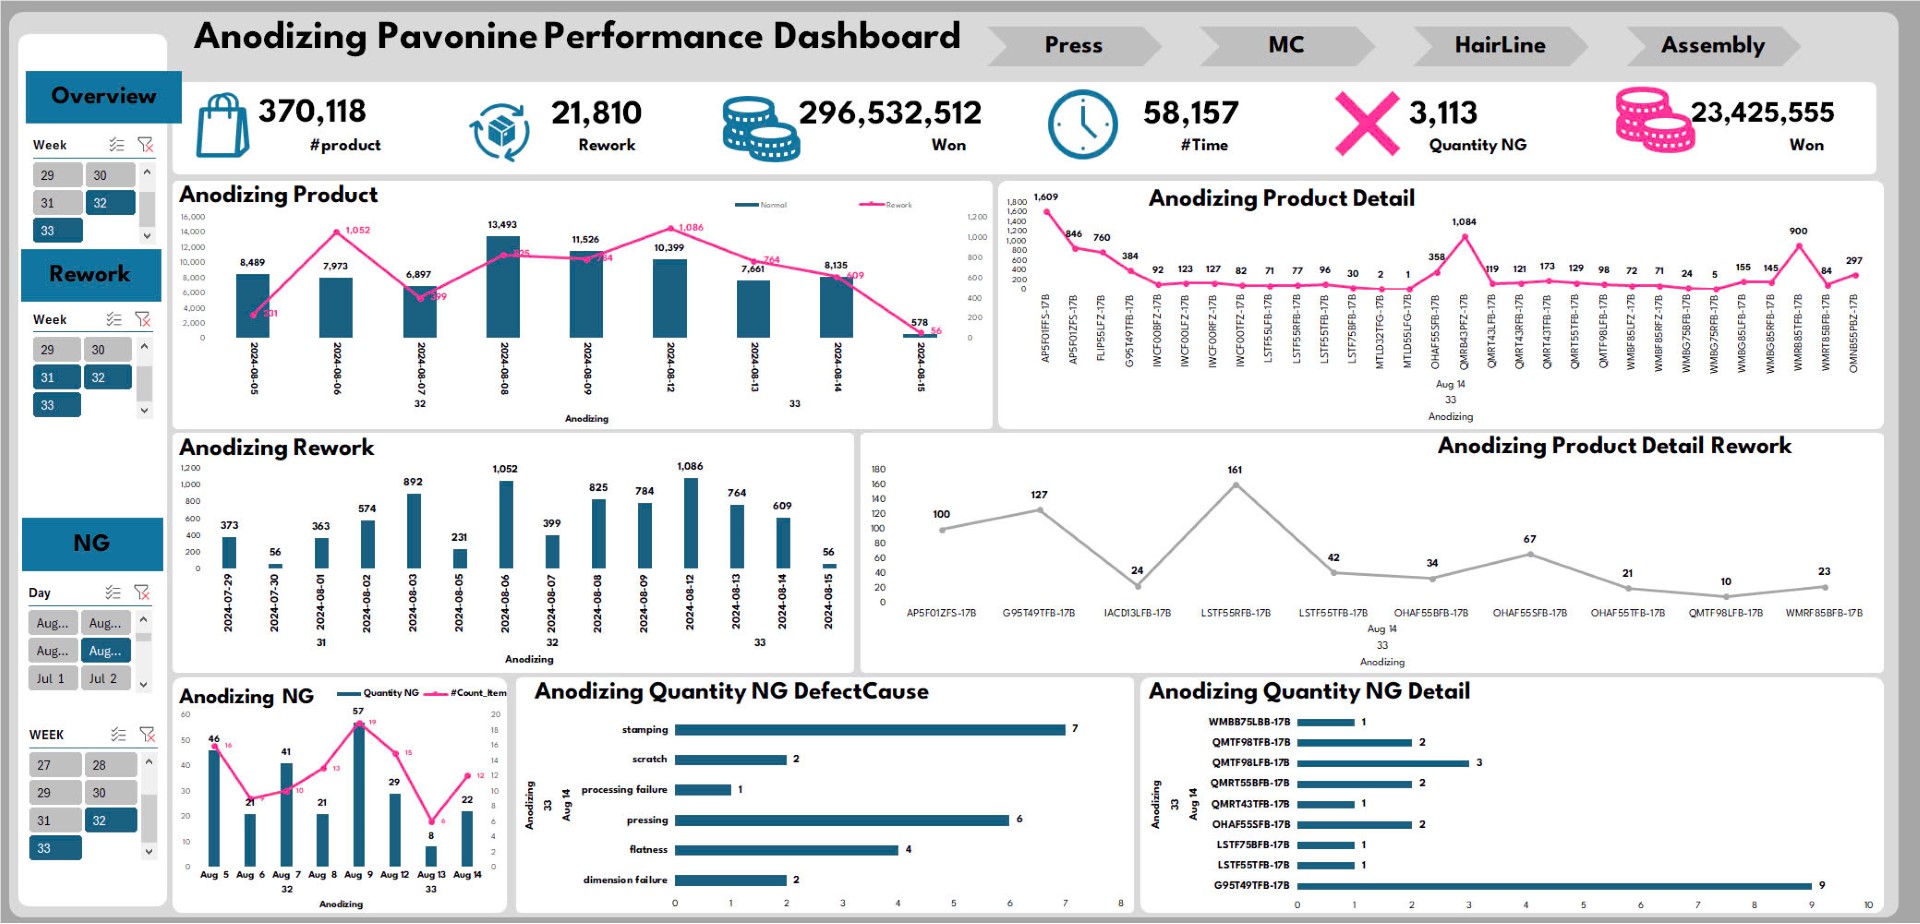 Anodizing Pavonine Performance Dashboard
Press
MC
HairLine
Assembly
Overview
370,118
#product
21,810
Rework
296,532,512
Won
58,157
#Time
3,113
Quantity NG
23,425,555
Won
Week
29 30
31 32
33
Rework
Week
29 30
31 32
33
NG
Day
Aug... Aug...
Aug... Aug...
Jul 1 Jul 2
WEEK
27 28
29 30
31 32
33
Anodizing Product
Normal
Rework
16,000
14,000
12,000
10,000
8,000
6,000
4,000
2,000
0
1,200
1,000
800
600
400
200
0
8,489
7,973
6,897
13,493
11,526
10,399
7,661
8,135
578
231
1,052
399
825
784
1,086
764
609
56
2024-08-05
2024-08-06
2024-08-07
2024-08-08
2024-08-09
2024-08-12
2024-08-13
2024-08-14
2024-08-15
32
33
Anodizing
Anodizing Product Detail
1,800
1,600
1,400
1,200
1,000
800
600
400
200
0
1,609
846
760
384
92
123
127
82
71
77
96
30
2
1
358
1,084
119
121
173
129
98
72
71
24
5
155
145
900
84
297
AP5F01FFS-17B
AP5F01ZFS-17B
FLIP55LFZ-17B
G95T49TFB-17B
IWCF00BFZ-17B
IWCF00LFZ-17B
IWCF00RFZ-17B
IWCF00TFZ-17B
LSTF55LFB-17B
LSTF55RFB-17B
LSTF55TFB-17B
LSTF75BFB-17B
MTLD32TFG-17B
MTLD55LFG-17B
OHAF55SFB-17B
QMRB43PFZ-17B
QMRT43LFB-17B
QMRT43RFB-17B
QMRT43TFB-17B
QMRT55TFB-17B
QMTF98LFB-17B
WMBF85LFZ-17B
WMBF85RFZ-17B
WMBG75BFB-17B
WMBG75RFB-17B
WMBG85LFB-17B
WMBG85RFB-17B
WMRB85TFB-17B
WMRT85BFB-17B
OMNB55PBZ-17B
Aug 14
33
Anodizing
Anodizing Rework
1,200
1,000
800
600
400
200
0
373
56
363
574
892
231
1,052
399
825
784
1,086
764
609
56
2024-07-29
2024-07-30
2024-08-01
2024-08-02
2024-08-03
2024-08-05
2024-08-06
2024-08-07
2024-08-08
2024-08-09
2024-08-12
2024-08-13
2024-08-14
2024-08-15
31
32
33
Anodizing
Anodizing Product Detail Rework
180
160
140
120
100
80
60
40
20
0
100
127
24
161
42
34
67
21
10
23
AP5F01ZFS-17B
G95T49TFB-17B
IACD13LFB-17B
LSTF55RFB-17B
LSTF55TFB-17B
OHAF55BFB-17B
OHAF55SFB-17B
OHAF55TFB-17B
QMTF98LFB-17B
WMRF85BFB-17B
Aug 14
33
Anodizing
Anodizing NG
Quantity NG
#Count_Item
60
50
40
30
20
10
0
20
18
16
14
12
10
8
6
4
2
0
46
21
41
21
57
29
8
22
16
9
10
13
19
15
6
12
Aug 5
Aug 6
Aug 7
Aug 8
Aug 9
Aug 12
Aug 13
Aug 14
32
33
Anodizing
Anodizing Quantity NG DefectCause
Anodizing
33
Aug 14
stamping 7
scratch 2
processing failure 1
pressing 6
flatness 4
dimension failure 2
0 1 2 3 4 5 6 7 8
Anodizing Quantity NG Detail
Anodizing
33
Aug 14
WMBB75LBB-17B 1
QMTF98TFB-17B 2
QMTF98LFB-17B 3
QMRT55BFB-17B 2
QMRT43TFB-17B 1
OHAF55SFB-17B 2
LSTF75BFB-17B 1
LSTF55TFB-17B 1
G95T49TFB-17B 9
0 1 2 3 4 5 6 7 8 9 10